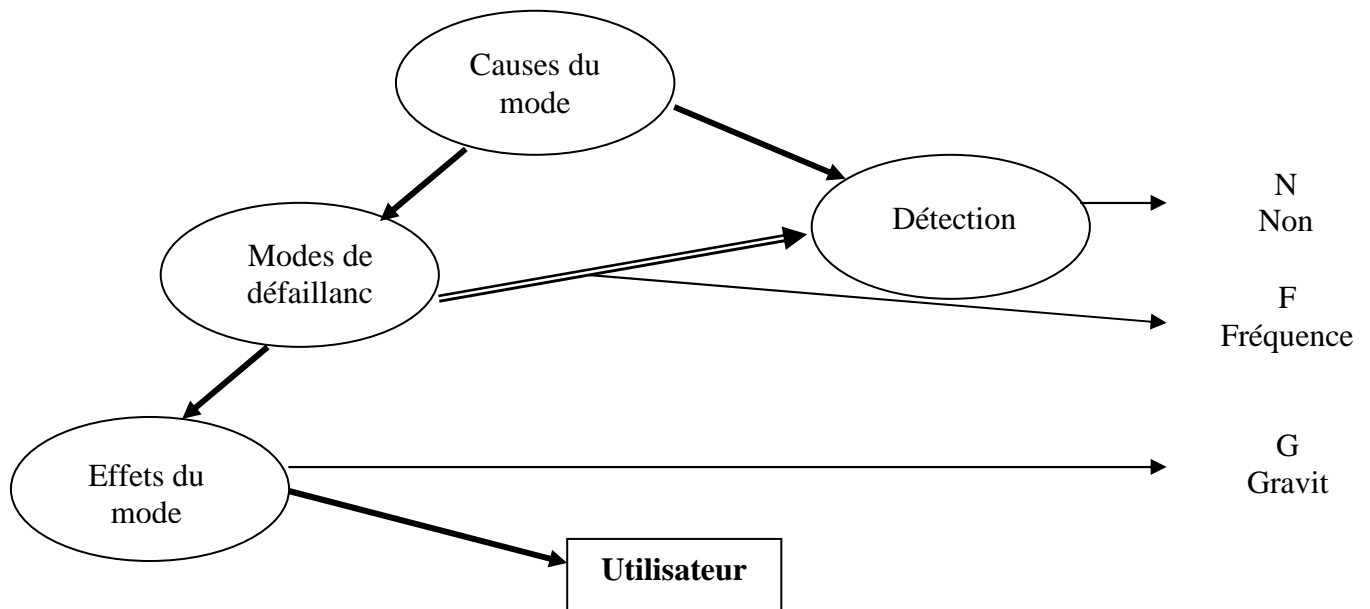 Causes du
mode
Détection
N
Non
Modes de
défaillanc
F
Fréquence
Effets du
mode
G
Gravit
Utilisateur